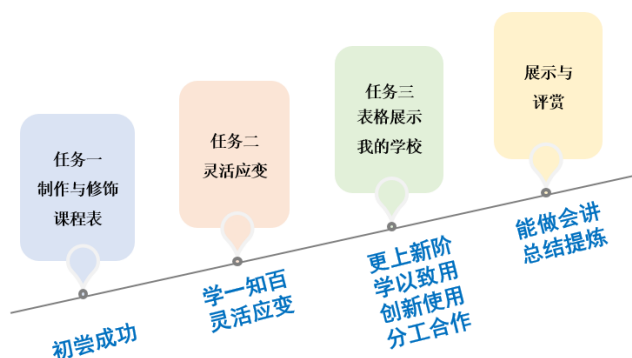 任务一
制作与修饰
课程表
任务二
灵活应变
任务三
表格展示
我的学校
展示与
评赏
初尝成功
学一知百
灵活应变
更上新阶
学以致用
创新使用
分工合作
能做会讲
总结提炼